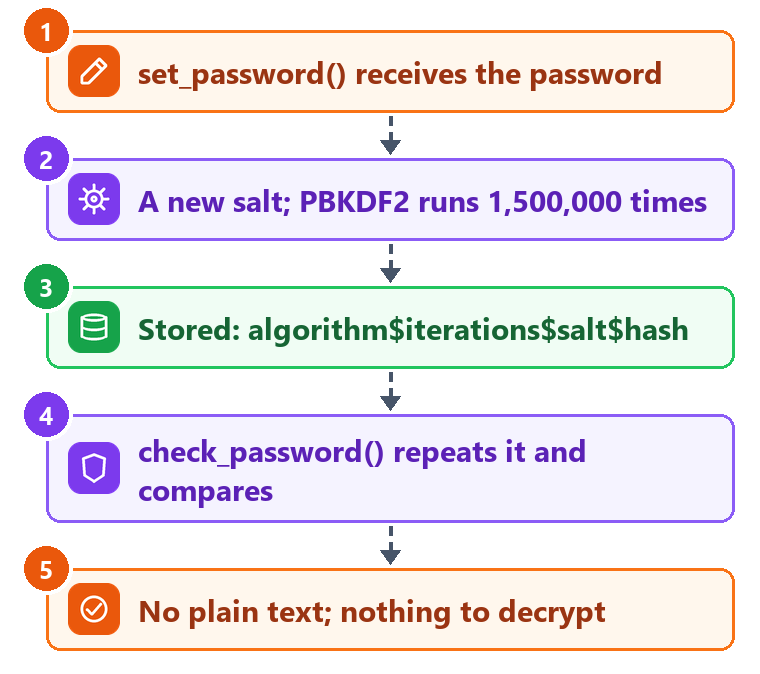 1
set_password() receives the password
2
A new salt; PBKDF2 runs 1,500,000 times
3
Stored: algorithm$iterations$salt$hash
4
check_password() repeats it and
compares
5
No plain text; nothing to decrypt